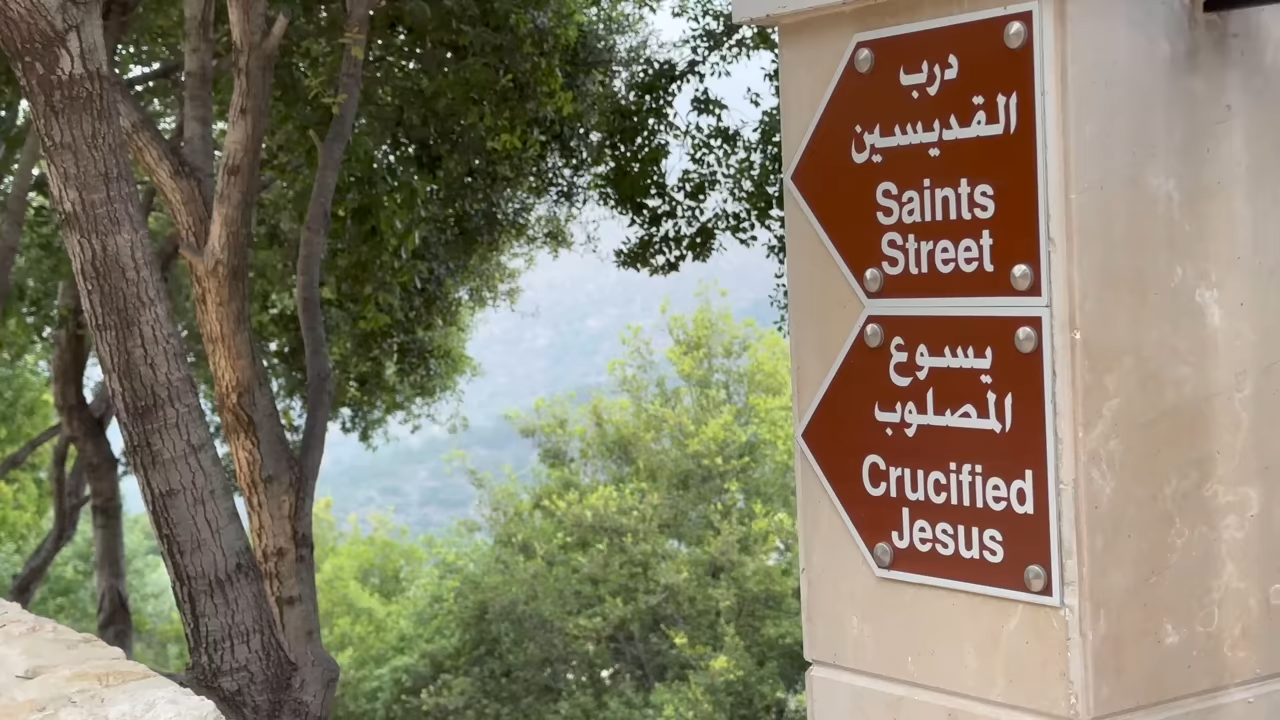 درب
القديسين
Saints
Street
يسوع
المصلوب
Crucified
Jesus